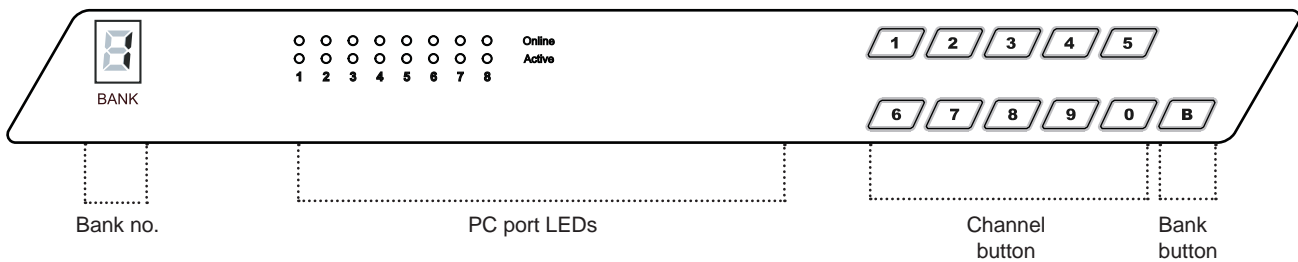 1
BANK
Online
Active
1 2 3 4 5 6 7 8
1 2 3 4 5
6 7 8 9 0 B
Bank no.
PC port LEDs
Channel
button
Bank
button